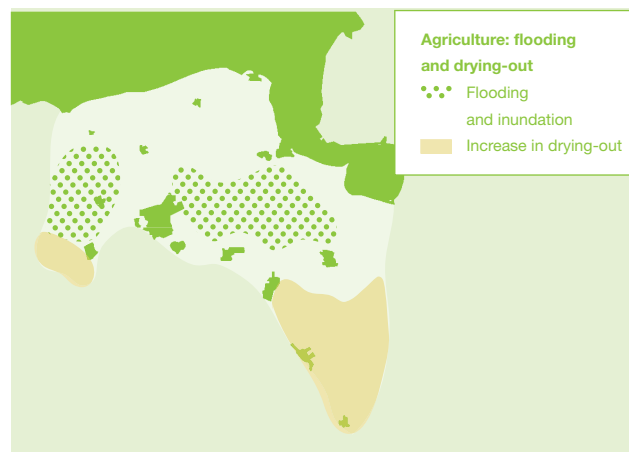 Agriculture: flooding
and drying-out
Flooding
and inundation
Increase in drying-out